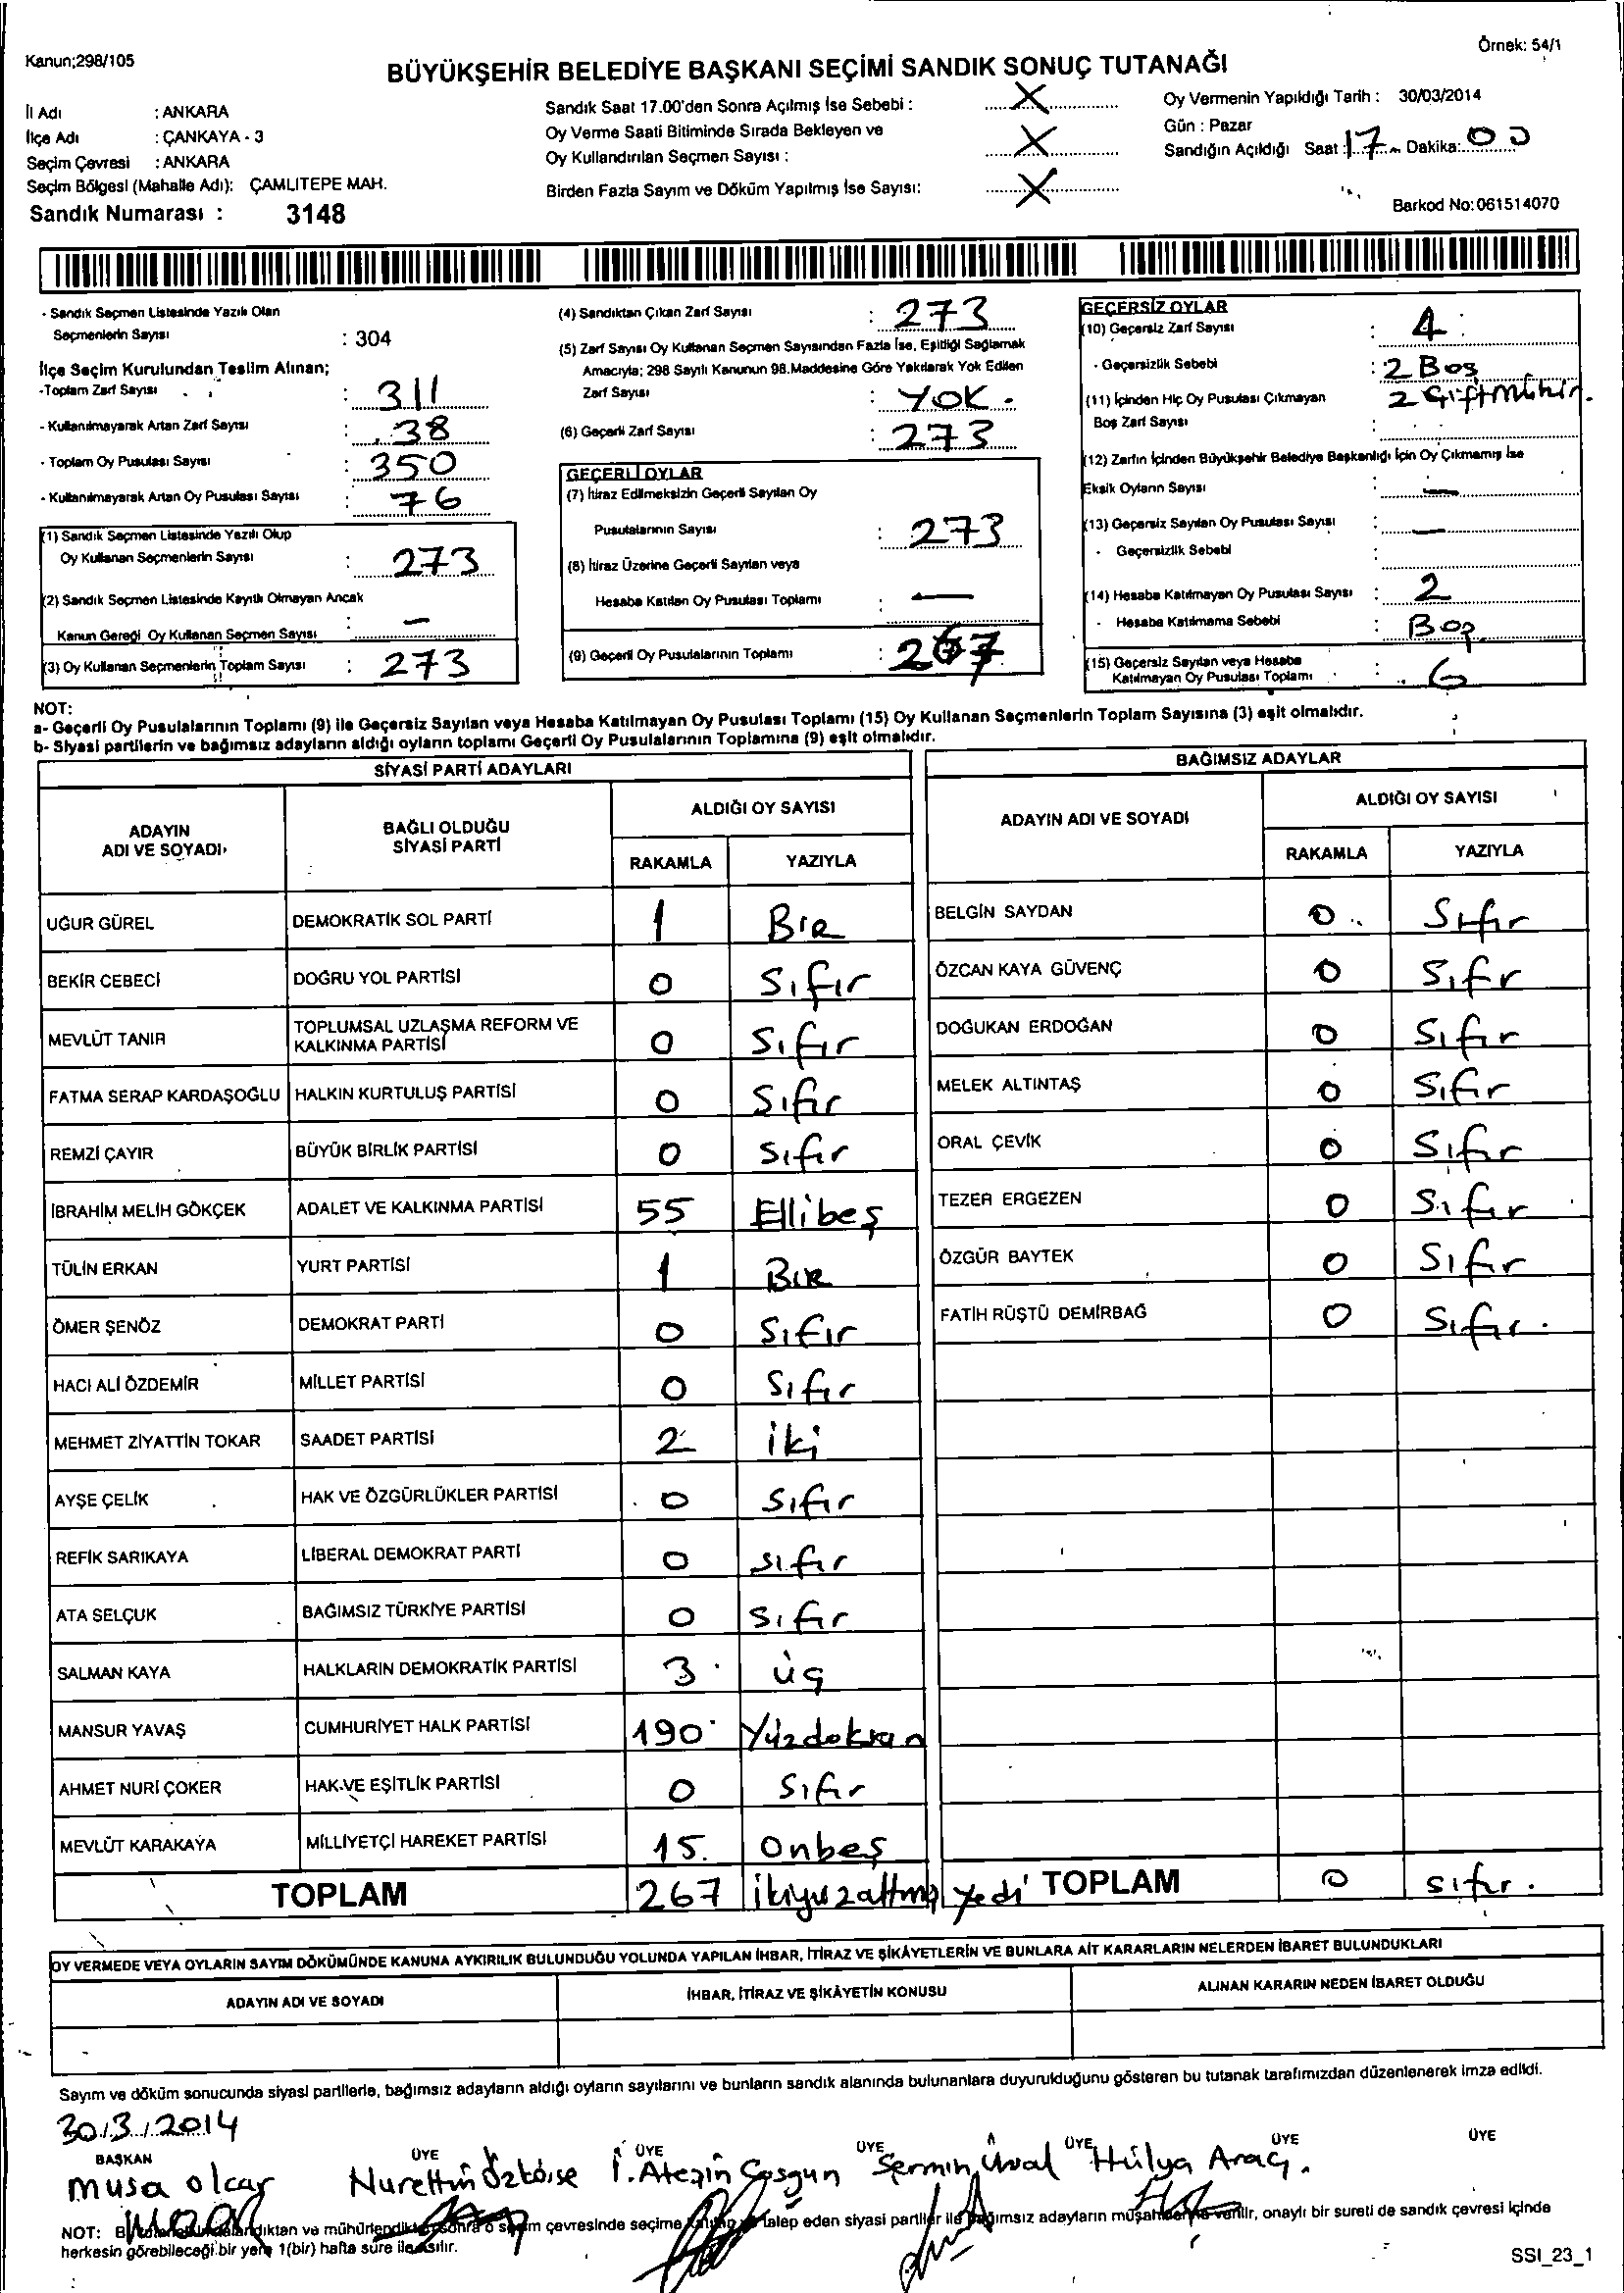 Kanun;298/105
Örnek: 54/1
BÜYÜKŞEHİR BELEDİYE BAŞKANI SEÇİMİ SANDIK SONUÇ TUTANAĞI
İl Adı : ANKARA
İlçe Adı : ÇANKAYA - 3
Seçim Çevresi : ANKARA
Seçim Bölgesi (Mahalle Adı): ÇAMLITEPE MAH.
Sandık Numarası : 3148
Sandık Saat 17.00'den Sonra Açılmış İse Sebebi : X
Oy Verme Saati Bitiminde Sırada Bekleyen ve
Oy Kullandırılan Seçmen Sayısı : X
Birden Fazla Sayım ve Döküm Yapılmış İse Sayısı: X
Oy Vermenin Yapıldığı Tarih : 30/03/2014
Gün : Pazar
Sandığın Açıldığı Saat : 17 Dakika: 00
Barkod No: 061514070
- Sandık Seçmen Listesinde Yazılı Olan
Seçmenlerin Sayısı : 304
İlçe Seçim Kurulundan Teslim Alınan;
-Toplam Zarf Sayısı : 311
- Kullanılmayarak Artan Zarf Sayısı : 38
- Toplam Oy Pusulası Sayısı : 350
- Kullanılmayarak Artan Oy Pusulası Sayısı : 76
(1) Sandık Seçmen Listesinde Yazılı Olup
Oy Kullanan Seçmenlerin Sayısı : 273
(2) Sandık Seçmen Listesinde Kayıtlı Olmayan Ancak
Kanun Gereği Oy Kullanan Seçmen Sayısı : -
(3) Oy Kullanan Seçmenlerin Toplam Sayısı : 273
(4) Sandıktan Çıkan Zarf Sayısı : 273
(5) Zarf Sayısı Oy Kullanan Seçmen Sayısından Fazla İse, Eşitliği Sağlamak
Amacıyla; 298 Sayılı Kanunun 98.Maddesine Göre Yakılarak Yok Edilen
Zarf Sayısı : YOK.
(6) Geçerli Zarf Sayısı : 273
GEÇERLİ OYLAR
(7) İtiraz Edilmeksizin Geçerli Sayılan Oy
Pusulalarının Sayısı : 273
(8) İtiraz Üzerine Geçerli Sayılan veya
Hesaba Katılan Oy Pusulası Toplamı : -
(9) Geçerli Oy Pusulalarının Toplamı : 267
GEÇERSİZ OYLAR
(10) Geçersiz Zarf Sayısı : 4
- Geçersizlik Sebebi : 2 Boş
2 Çift Mühür.
(11) İçinden Hiç Oy Pusulası Çıkmayan
Boş Zarf Sayısı :
(12) Zarfın İçinden Büyükşehir Belediye Başkanlığı İçin Oy Çıkmamış İse
Eksik Oyların Sayısı : -
(13) Geçersiz Sayılan Oy Pusulası Sayısı : -
- Geçersizlik Sebebi :
(14) Hesaba Katılmayan Oy Pusulası Sayısı : 2
- Hesaba Katılmama Sebebi : Boş
(15) Geçersiz Sayılan veya Hesaba
Katılmayan Oy Pusulası Toplamı : 6
NOT:
a- Geçerli Oy Pusulalarının Toplamı (9) ile Geçersiz Sayılan veya Hesaba Katılmayan Oy Pusulası Toplamı (15) Oy Kullanan Seçmenlerin Toplam Sayısına (3) eşit olmalıdır.
b- Siyasi partilerin ve bağımsız adayların aldığı oyların toplamı Geçerli Oy Pusulalarının Toplamına (9) eşit olmalıdır.
SİYASİ PARTİ ADAYLARI
ADAYIN ADI VE SOYADI BAĞLI OLDUĞU SİYASİ PARTİ ALDIĞI OY SAYISI
RAKAMLA YAZIYLA
UĞUR GÜREL DEMOKRATİK SOL PARTİ 1 BİR
BEKİR CEBECİ DOĞRU YOL PARTİSİ 0 Sıfır
MEVLÜT TANIR TOPLUMSAL UZLAŞMA REFORM VE KALKINMA PARTİSİ 0 Sıfır
FATMA SERAP KARDAŞOĞLU HALKIN KURTULUŞ PARTİSİ 0 Sıfır
REMZİ ÇAYIR BÜYÜK BİRLİK PARTİSİ 0 Sıfır
İBRAHİM MELİH GÖKÇEK ADALET VE KALKINMA PARTİSİ 55 Ellibeş
TÜLİN ERKAN YURT PARTİSİ 1 BİR
ÖMER ŞENÖZ DEMOKRAT PARTİ 0 Sıfır
HACI ALİ ÖZDEMİR MİLLET PARTİSİ 0 Sıfır
MEHMET ZİYATTİN TOKAR SAADET PARTİSİ 2 iki
AYŞE ÇELİK HAK VE ÖZGÜRLÜKLER PARTİSİ 0 Sıfır
REFİK SARIKAYA LİBERAL DEMOKRAT PARTİ 0 sıfır
ATA SELÇUK BAĞIMSIZ TÜRKİYE PARTİSİ 0 Sıfır
SALMAN KAYA HALKLARIN DEMOKRATİK PARTİSİ 3 üç
MANSUR YAVAŞ CUMHURİYET HALK PARTİSİ 190 Yüzdoksan
AHMET NURİ ÇOKER HAK VE EŞİTLİK PARTİSİ 0 Sıfır
MEVLÜT KARAKAYA MİLLİYETÇİ HAREKET PARTİSİ 15. Onbeş
TOPLAM 267 ikiyüzaltmışyedi
BAĞIMSIZ ADAYLAR
ADAYIN ADI VE SOYADI ALDIĞI OY SAYISI
RAKAMLA YAZIYLA
BELGİN SAYDAN 0 Sıfır
ÖZCAN KAYA GÜVENÇ 0 Sıfır
DOĞUKAN ERDOĞAN 0 Sıfır
MELEK ALTINTAŞ 0 Sıfır
ORAL ÇEVİK 0 Sıfır
TEZER ERGEZEN 0 Sıfır
ÖZGÜR BAYTEK 0 Sıfır
FATİH RÜŞTÜ DEMİRBAĞ 0 Sıfır.
TOPLAM 0 sıfır.
OY VERMEDE VEYA OYLARIN SAYIM DÖKÜMÜNDE KANUNA AYKIRILIK BULUNDUĞU YOLUNDA YAPILAN İHBAR, İTİRAZ VE ŞİKÂYETLERİN VE BUNLARA AİT KARARLARIN NELERDEN İBARET BULUNDUKLARI
ADAYIN ADI VE SOYADI İHBAR, İTİRAZ VE ŞİKÂYETİN KONUSU ALINAN KARARIN NEDEN İBARET OLDUĞU
Sayım ve döküm sonucunda siyasi partilerle, bağımsız adayların aldığı oyların sayılarını ve bunların sandık alanında bulunanlara duyurulduğunu gösteren bu tutanak tarafımızdan düzenlenerek imza edildi.
30/3/2014
BAŞKAN ÜYE ÜYE ÜYE ÜYE ÜYE ÜYE
musa olcay Nurettin Özköse Hülya Araç.
NOT: ve mühürlendikten sonra o seçim çevresinde seçime katılan ve talep eden siyasi partiler ile bağımsız adayların müşahitlerine verilir, onaylı bir sureti de sandık çevresi içinde
herkesin görebileceği bir yere 1(bir) hafta süre ile asılır.
SSI_23_1